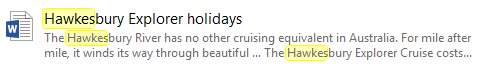 Hawkesbury Explorer holidays
The Hawkesbury River has no other cruising equivalent in Australia. For mile after
mile, it winds its way through beautiful ... The Hawkesbury Explorer Cruise costs...